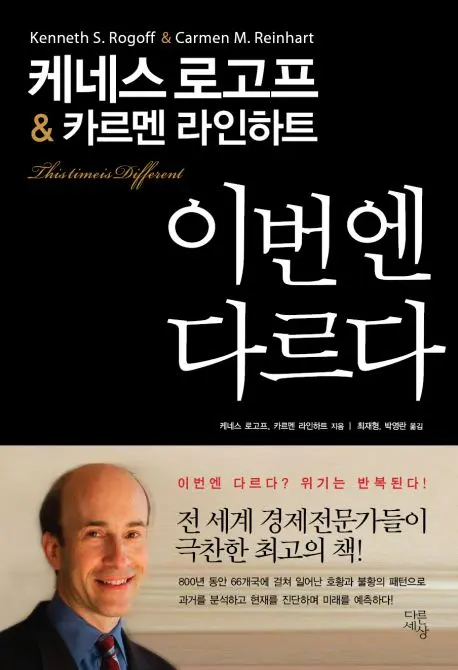 Kenneth S. Rogoff & Carmen M. Reinhart
케네스 로고프
& 카르멘 라인하트
This time is Different
이번엔
다르다
케네스 로고프, 카르멘 라인하트 지음 | 최재형, 박영란 옮김
이번엔 다르다? 위기는 반복된다!
전 세계 경제전문가들이
극찬한 최고의 책!
800년 동안 66개국에 걸쳐 일어난 호황과 불황의 패턴으로
과거를 분석하고 현재를 진단하며 미래를 예측하다!
다른
세상